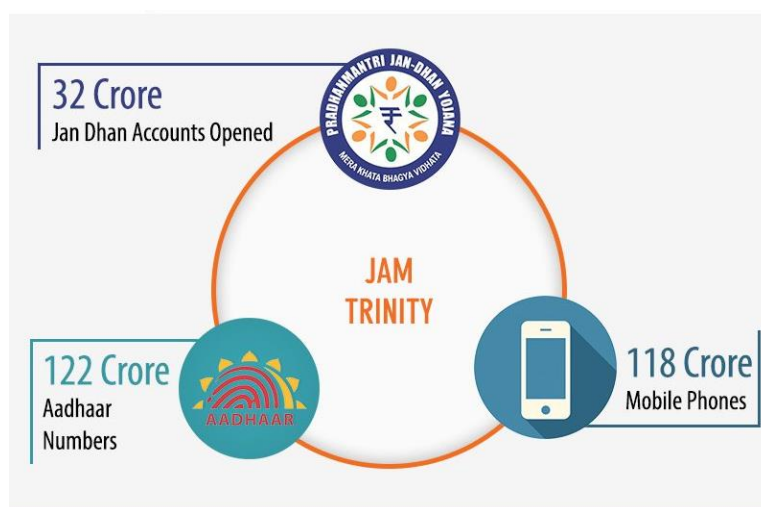 32 Crore
Jan Dhan Accounts Opened
PRADHANMANTRI JAN-DHAN YOJANA
₹
MERA KHATA BHAGYA VIDHATA
JAM
TRINITY
122 Crore
Aadhaar
Numbers
AADHAAR
118 Crore
Mobile Phones